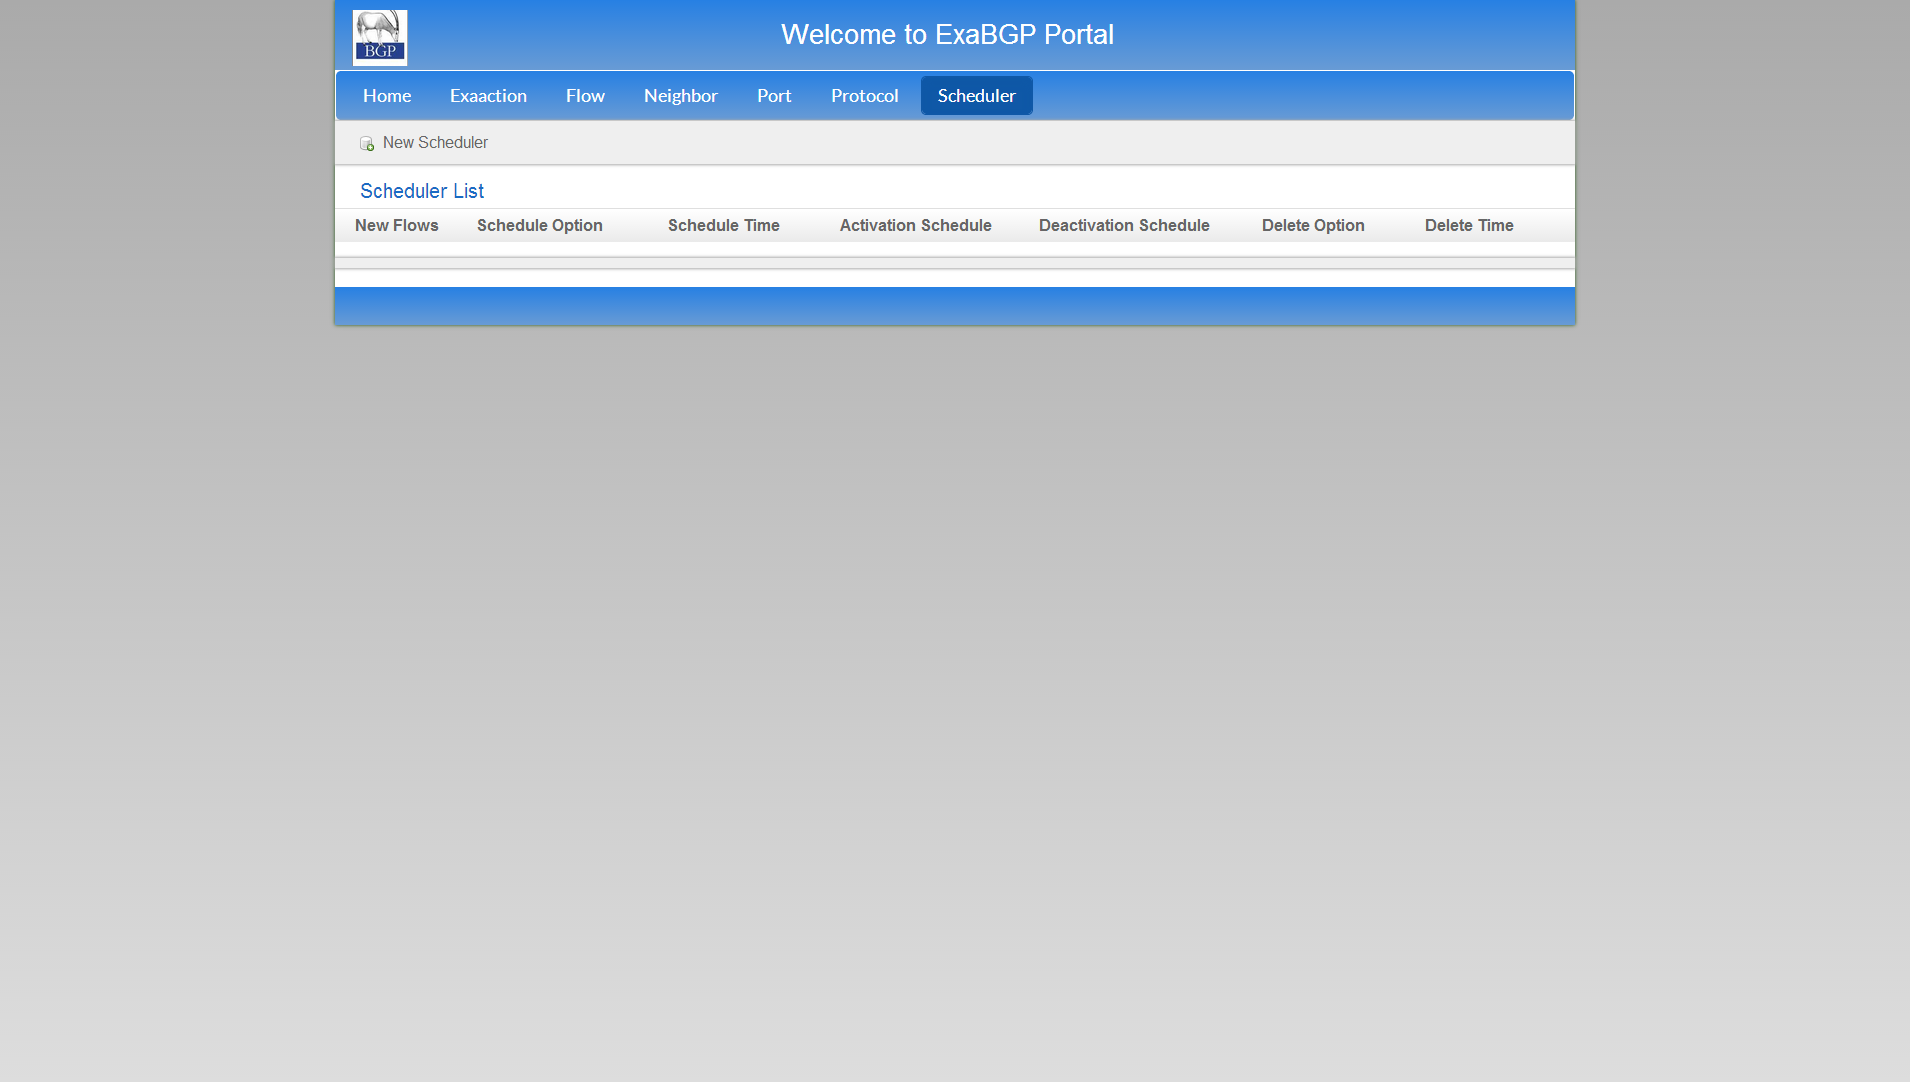 BGP
Welcome to ExaBGP Portal
Home Exaaction Flow Neighbor Port Protocol Scheduler
New Scheduler
Scheduler List
New Flows Schedule Option Schedule Time Activation Schedule Deactivation Schedule Delete Option Delete Time